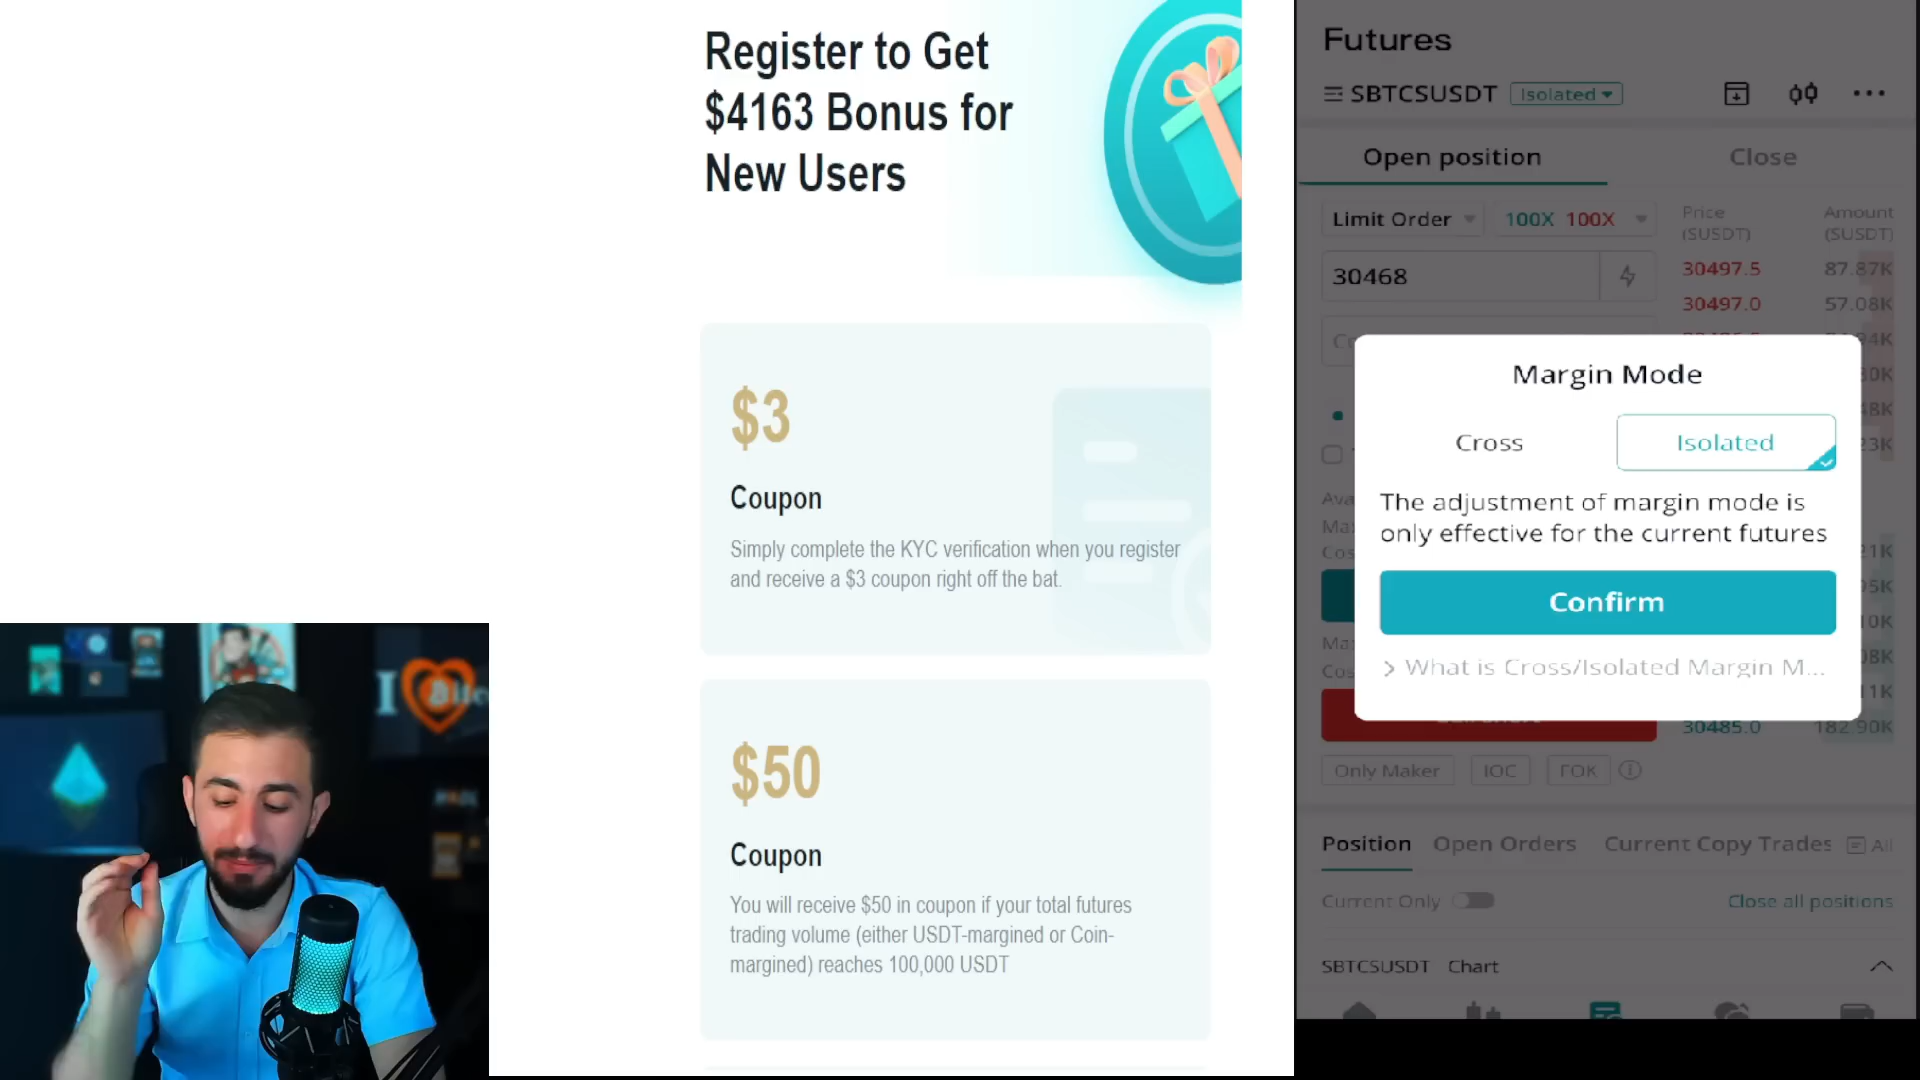 Register to Get
$4163 Bonus for
New Users
$3
Coupon
Simply complete the KYC verification when you register
and receive a $3 coupon right off the bat.
$50
Coupon
You will receive $50 in coupon if your total futures
trading volume (either USDT-margined or Coin-
margined) reaches 100,000 USDT
I
Futures
SBTCSUSDT Isolated
Open position Close
Limit Order 100X 100X
Price Amount
(SUSDT) (SUSDT)
30468
30497.5 87.87K
30497.0 57.08K
Margin Mode
Cross Isolated
The adjustment of margin mode is
only effective for the current futures
Confirm
What is Cross/Isolated Margin M...
30485.0 182.90K
Only Maker IOC FOK
Position Open Orders Current Copy Trades All
Current Only Close all positions
SBTCSUSDT Chart